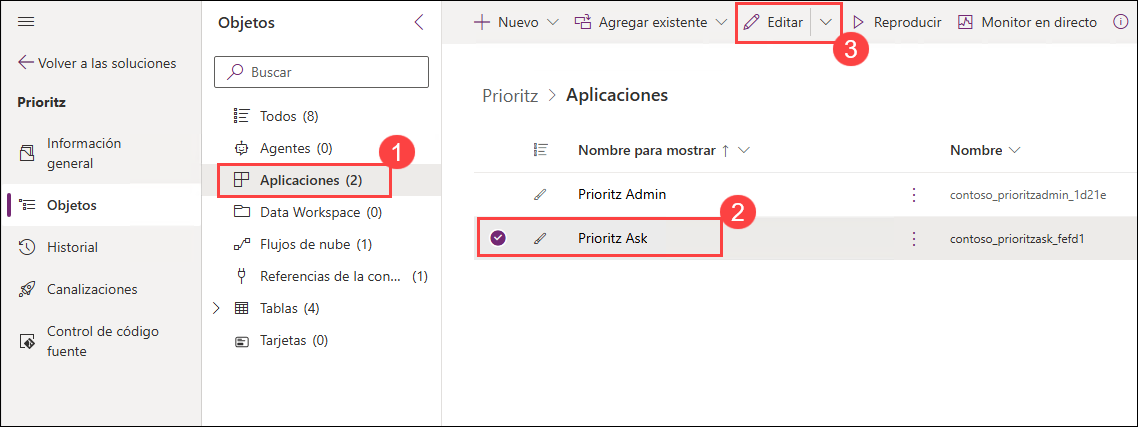 Volver a las soluciones
Prioritz
Información
general
Objetos
Historial
Canalizaciones
Control de código
fuente
Objetos
Buscar
Todos (8)
Agentes (0)
1
Aplicaciones (2)
Data Workspace (0)
Flujos de nube (1)
Referencias de la con... (1)
Tablas (4)
Tarjetas (0)
Nuevo Agregar existente Editar Reproducir Monitor en directo
3
Prioritz > Aplicaciones
Nombre para mostrar ↑ Nombre
Prioritz Admin contoso_prioritzadmin_1d21e
2
Prioritz Ask contoso_prioritzask_fefd1